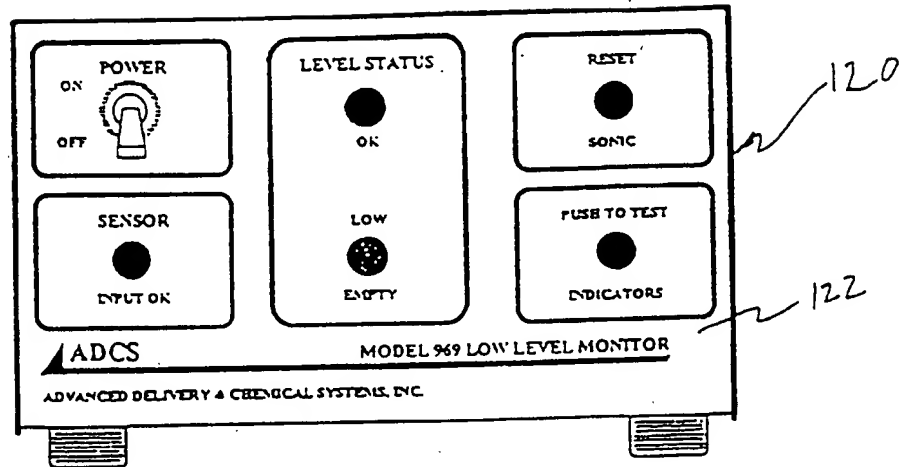 POWER
ON
OFF
SENSOR
INPUT OK
LEVEL STATUS
OK
LOW
EMPTY
RESET
SONIC
PUSH TO TEST
INDICATORS
120
122
ADCS
MODEL 969 LOW LEVEL MONITOR
ADVANCED DELIVERY & CHEMICAL SYSTEMS, INC.